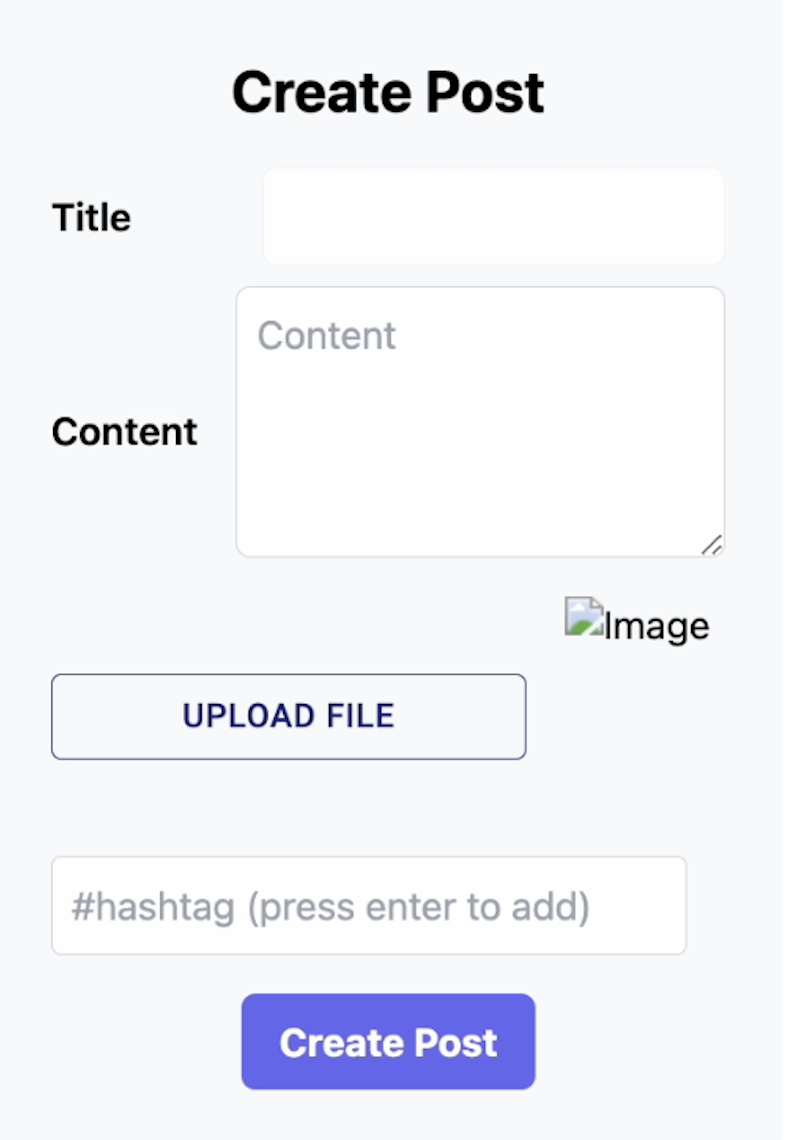 Create Post
Title
Content
Content
Image
UPLOAD FILE
#hashtag (press enter to add)
Create Post